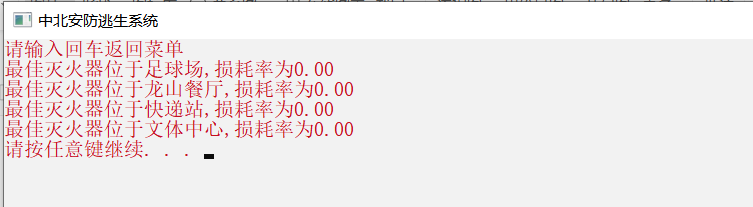 中北安防逃生系统
请输入回车返回菜单
最佳灭火器位于足球场,损耗率为0.00
最佳灭火器位于龙山餐厅,损耗率为0.00
最佳灭火器位于快递站,损耗率为0.00
最佳灭火器位于文体中心,损耗率为0.00
请按任意键继续. . .